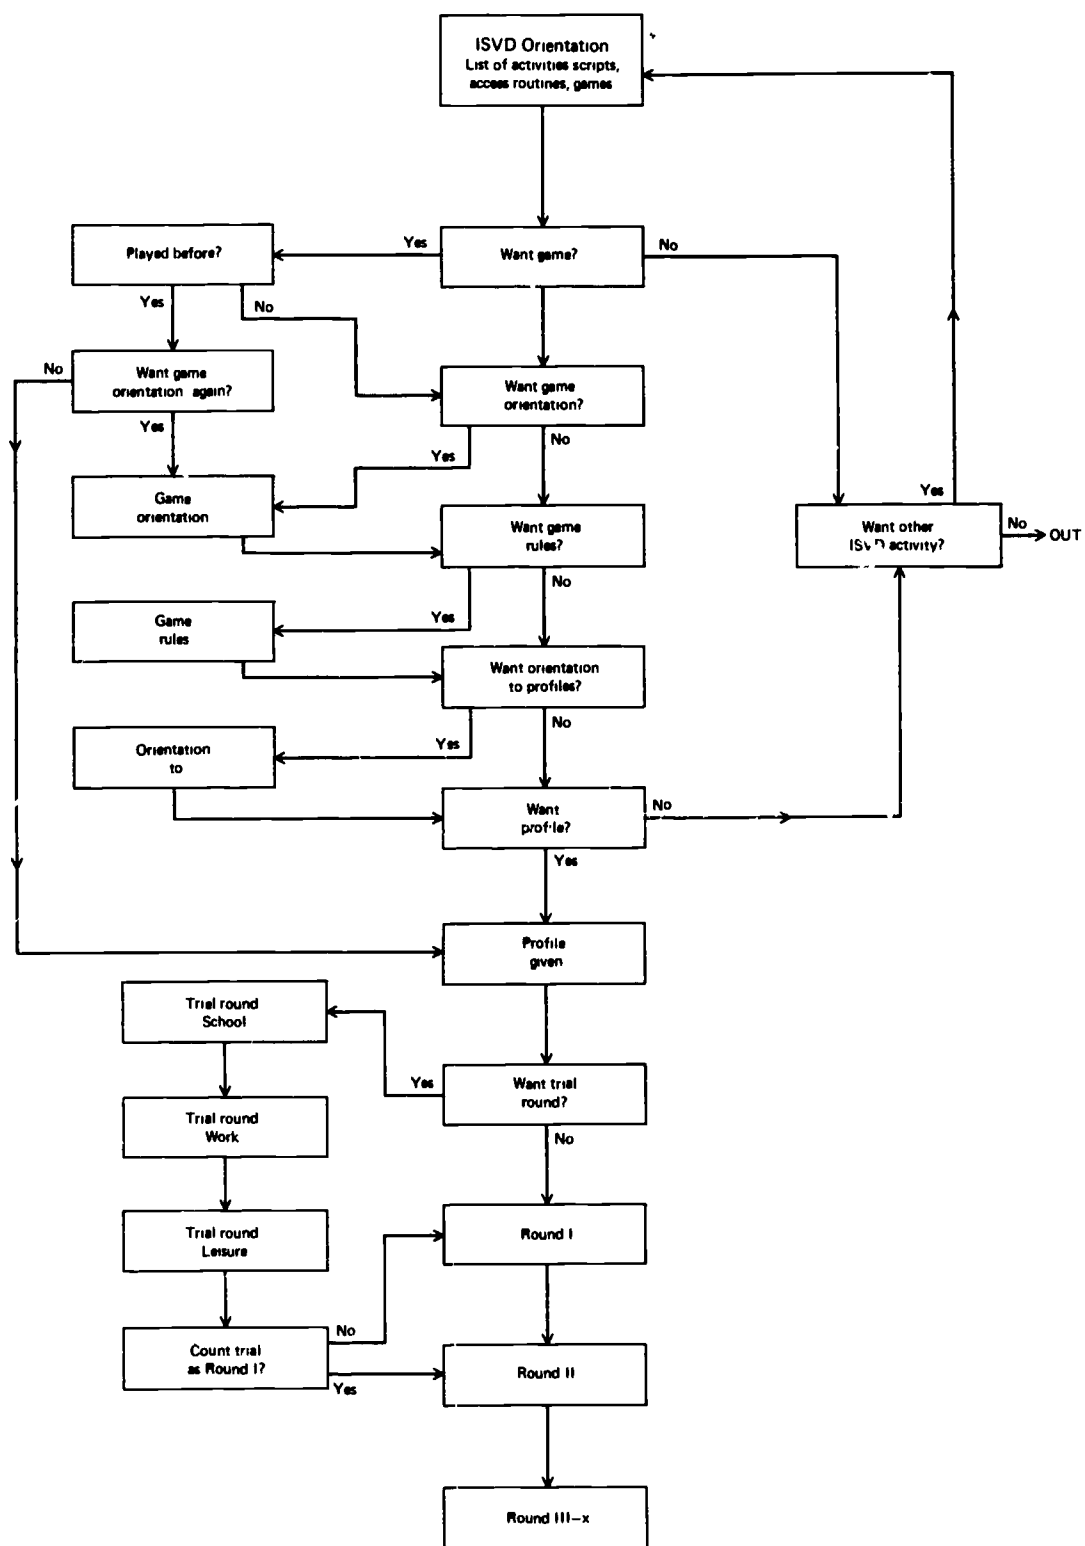 ISVD Orientation
List of activities scripts,
access routines, games
Played before?
Yes
Want game?
No
Yes
No
No
Want game
orientation again?
Want game
orientation?
Yes
Yes
No
Game
orientation
Want game
rules?
Yes
Want other
ISVD activity?
No
OUT
Game
rules
Yes
No
Want orientation
to profiles?
Orientation
to
Yes
No
Want
profile?
No
Yes
Profile
given
Trial round
School
Yes
Want trial
round?
No
Trial round
Work
Trial round
Leisure
Round I
Count trial
as Round I?
No
Yes
Round II
Round III-x